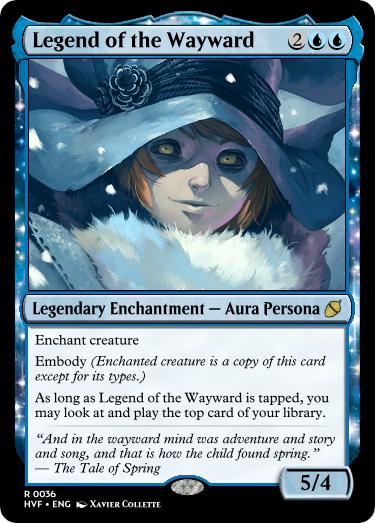 Legend of the Wayward 2
Legendary Enchantment — Aura Persona
Enchant creature
Embody (Enchanted creature is a copy of this card
except for its types.)
As long as Legend of the Wayward is tapped, you
may look at and play the top card of your library.
“And in the wayward mind was adventure and story
and song, and that is how the child found spring.”
— The Tale of Spring
5/4
R 0036
HVF • ENG Xavier Collette